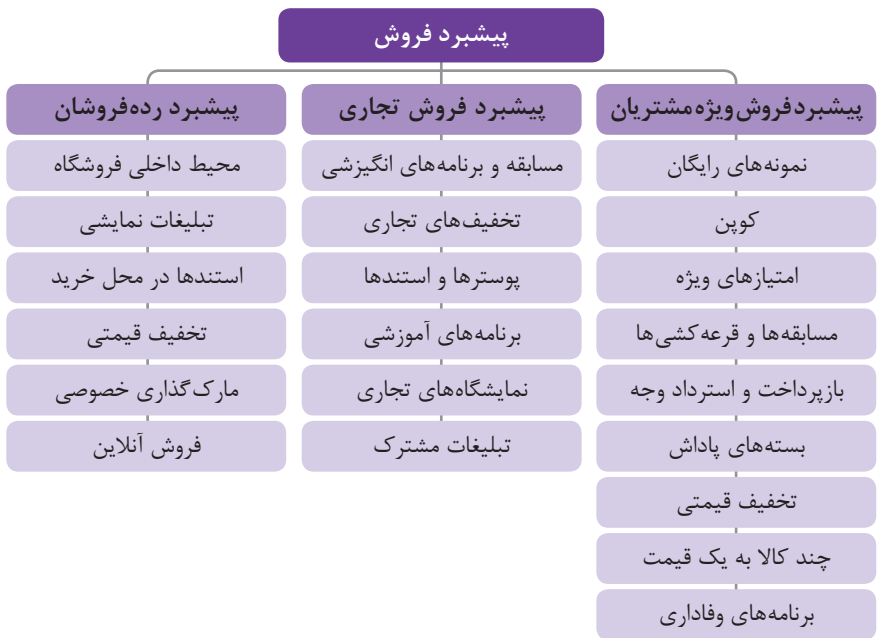 پیشبرد فروش
پیشبرد فروش ویژه مشتریان
نمونه‌های رایگان
کوپن
امتیازهای ویژه
مسابقه‌ها و قرعه‌کشی‌ها
بازپرداخت و استرداد وجه
بسته‌های پاداش
تخفیف قیمتی
چند کالا به یک قیمت
برنامه‌های وفاداری
پیشبرد فروش تجاری
مسابقه و برنامه‌های انگیزشی
تخفیف‌های تجاری
پوسترها و استندها
برنامه‌های آموزشی
نمایشگاه‌های تجاری
تبلیغات مشترک
پیشبرد رده‌فروشان
محیط داخلی فروشگاه
تبلیغات نمایشی
استندها در محل خرید
تخفیف قیمتی
مارک‌گذاری خصوصی
فروش آنلاین